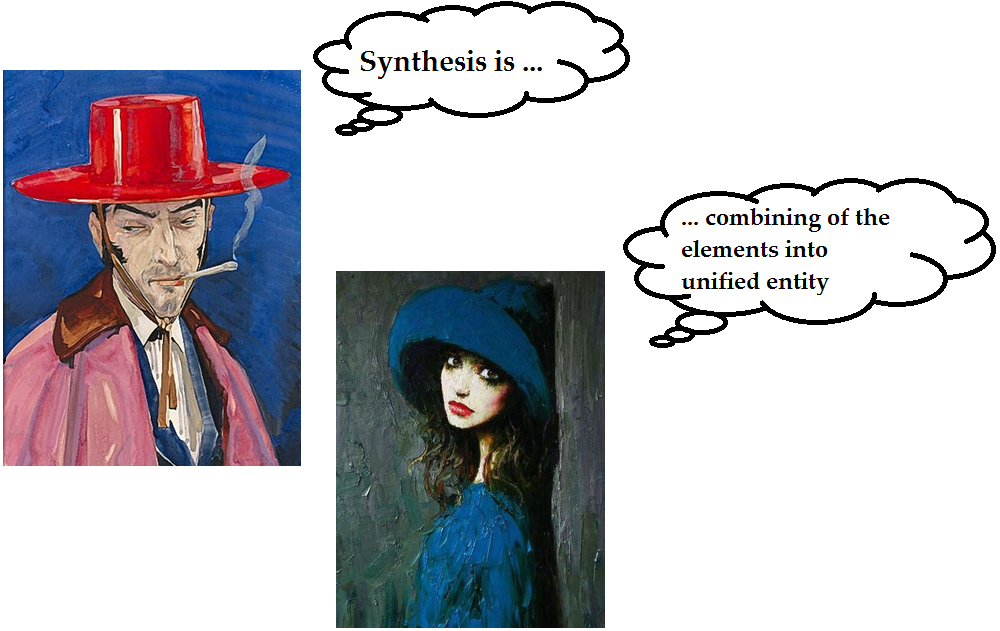 Synthesis is ...
... combining of the
elements into
unified entity